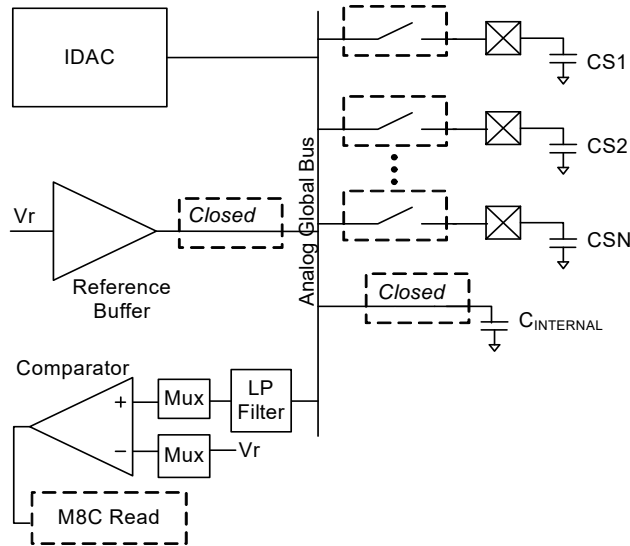 IDAC
CS1
CS2
Analog Global Bus
Vr
Closed
CSN
Reference
Buffer
Closed
CINTERNAL
Comparator
+
Mux
LP
Filter
−
Mux
Vr
M8C Read